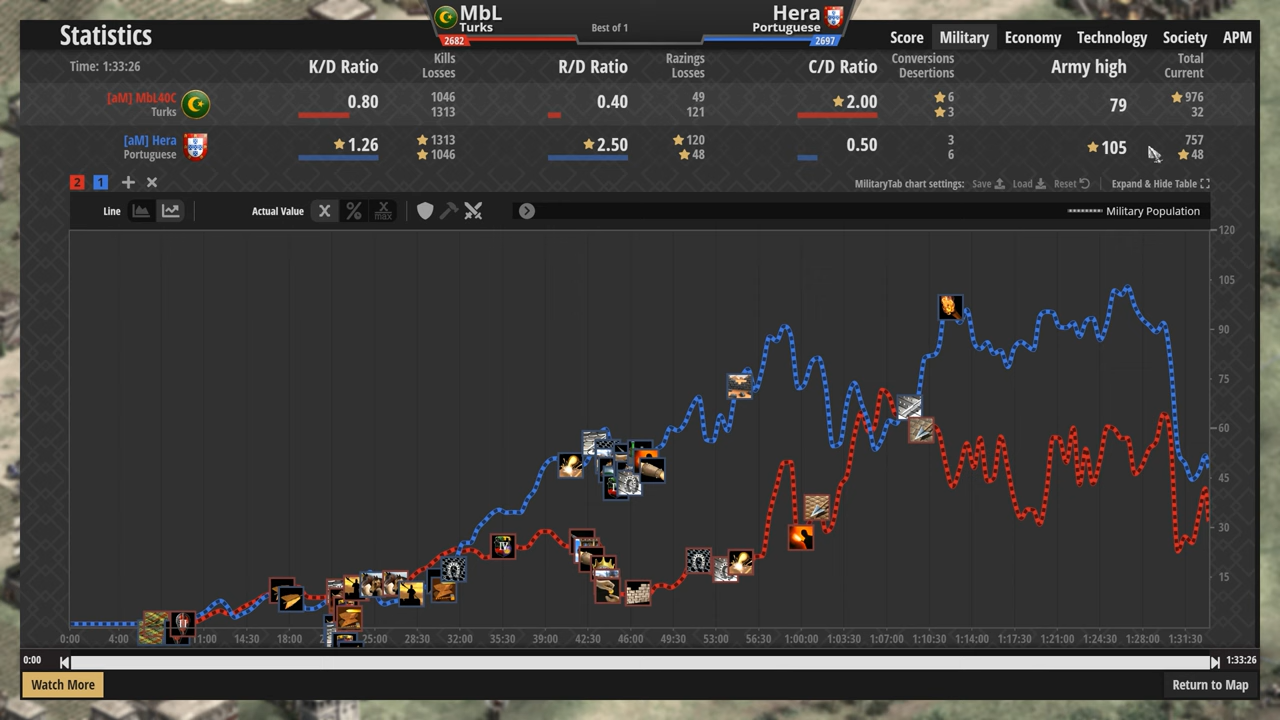 MbL
Turks
2682
Best of 1
Hera
Portuguese
2697
Statistics
Score Military Economy Technology Society APM
Time: 1:33:26
K/D Ratio
Kills
Losses
R/D Ratio
Razings
Losses
C/D Ratio
Conversions
Desertions
Army high
Total
Current
[aM] MbL40C
Turks
0.80
1046
1313
0.40
49
121
2.00
6
3
79
976
32
[aM] Hera
Portuguese
1.26
1313
1046
2.50
120
48
0.50
3
6
105
757
48
2 1
MilitaryTab chart settings: Save Load Reset Expand & Hide Table
Line
Actual Value X % X max
Military Population
120
105
90
75
60
45
30
15
II
IV
0:00 4:00 11:00 14:30 18:00 25:00 28:30 32:00 35:30 39:00 42:30 46:00 49:30 53:00 56:30 1:00:00 1:03:30 1:07:00 1:10:30 1:14:00 1:17:30 1:21:00 1:24:30 1:28:00 1:31:30
0:00
1:33:26
Watch More
Return to Map